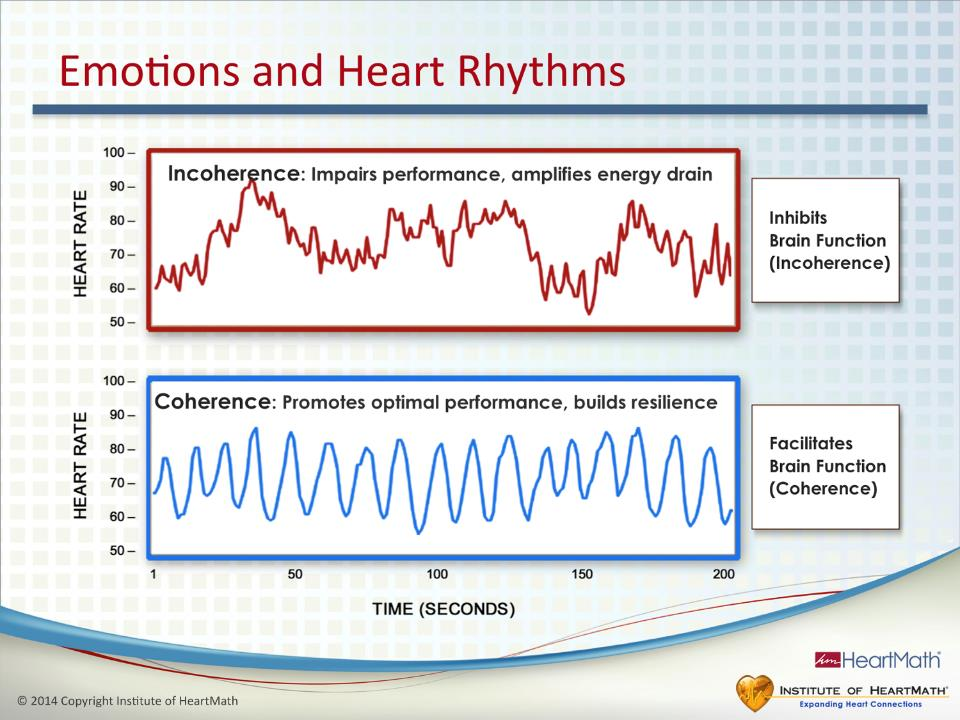 Emotions and Heart Rhythms
100
90
80
70
60
50
HEART RATE
Incoherence: Impairs performance, amplifies energy drain
Inhibits
Brain Function
(Incoherence)
100
90
80
70
60
50
HEART RATE
Coherence: Promotes optimal performance, builds resilience
Facilitates
Brain Function
(Coherence)
1 50 100 150 200
TIME (SECONDS)
hm HeartMath®
INSTITUTE OF HEARTMATH®
Expanding Heart Connections
© 2014 Copyright Institute of HeartMath